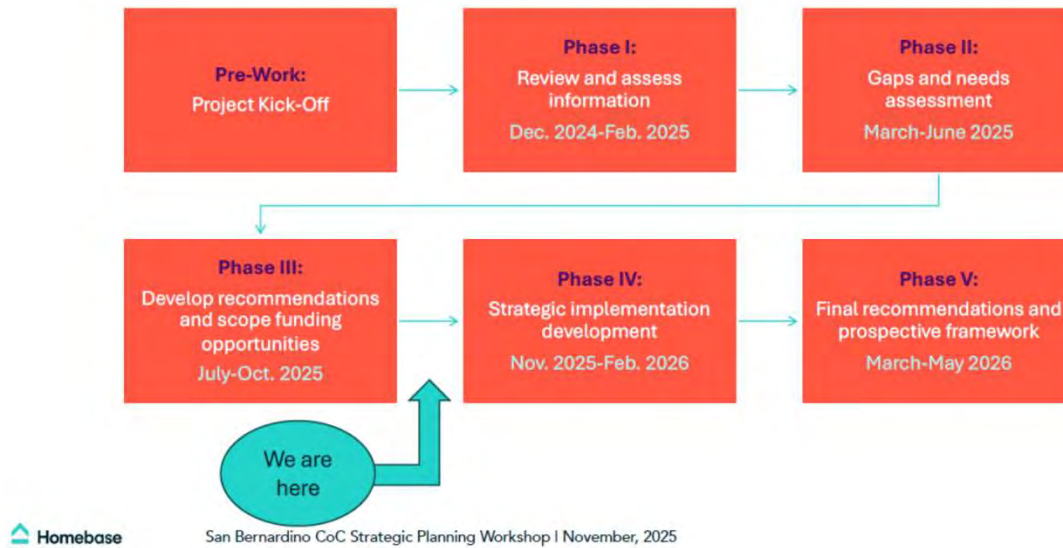 Pre-Work:
Project Kick-Off
Phase I:
Review and assess
information
Dec. 2024-Feb. 2025
Phase II:
Gaps and needs
assessment
March-June 2025
Phase III:
Develop recommendations
and scope funding
opportunities
July-Oct. 2025
Phase IV:
Strategic implementation
development
Nov. 2025-Feb. 2026
Phase V:
Final recommendations and
prospective framework
March-May 2026
We are
here
Homebase
San Bernardino CoC Strategic Planning Workshop | November, 2025